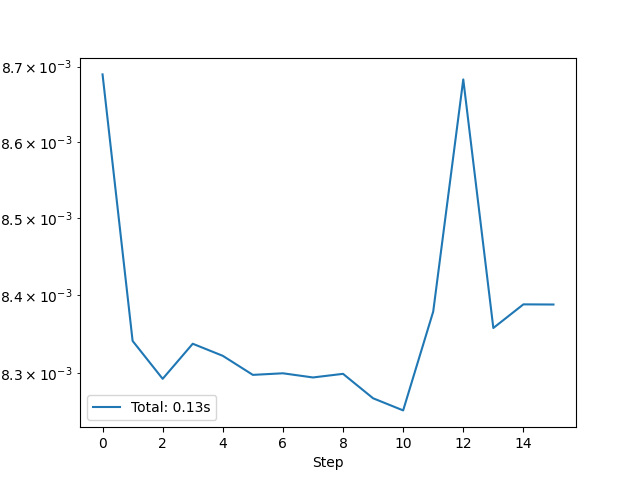 8.7 × 10⁻³
8.6 × 10⁻³
8.5 × 10⁻³
8.4 × 10⁻³
8.3 × 10⁻³
Total: 0.13s
0 2 4 6 8 10 12 14
Step